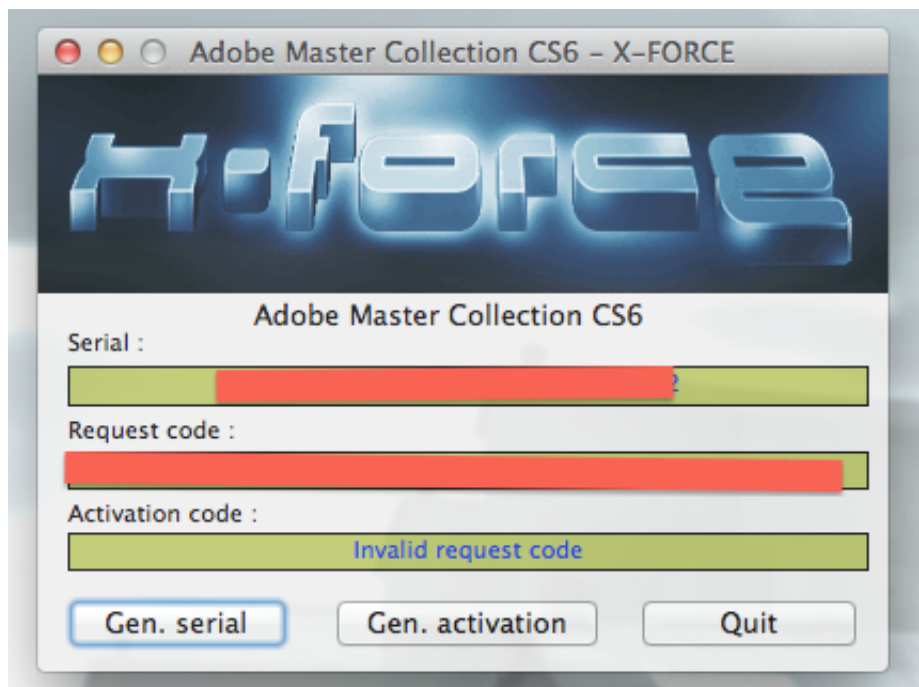 Adobe Master Collection CS6 – X-FORCE
x-force
Adobe Master Collection CS6
Serial :
2
Request code :
Activation code :
Invalid request code
Gen. serial Gen. activation Quit